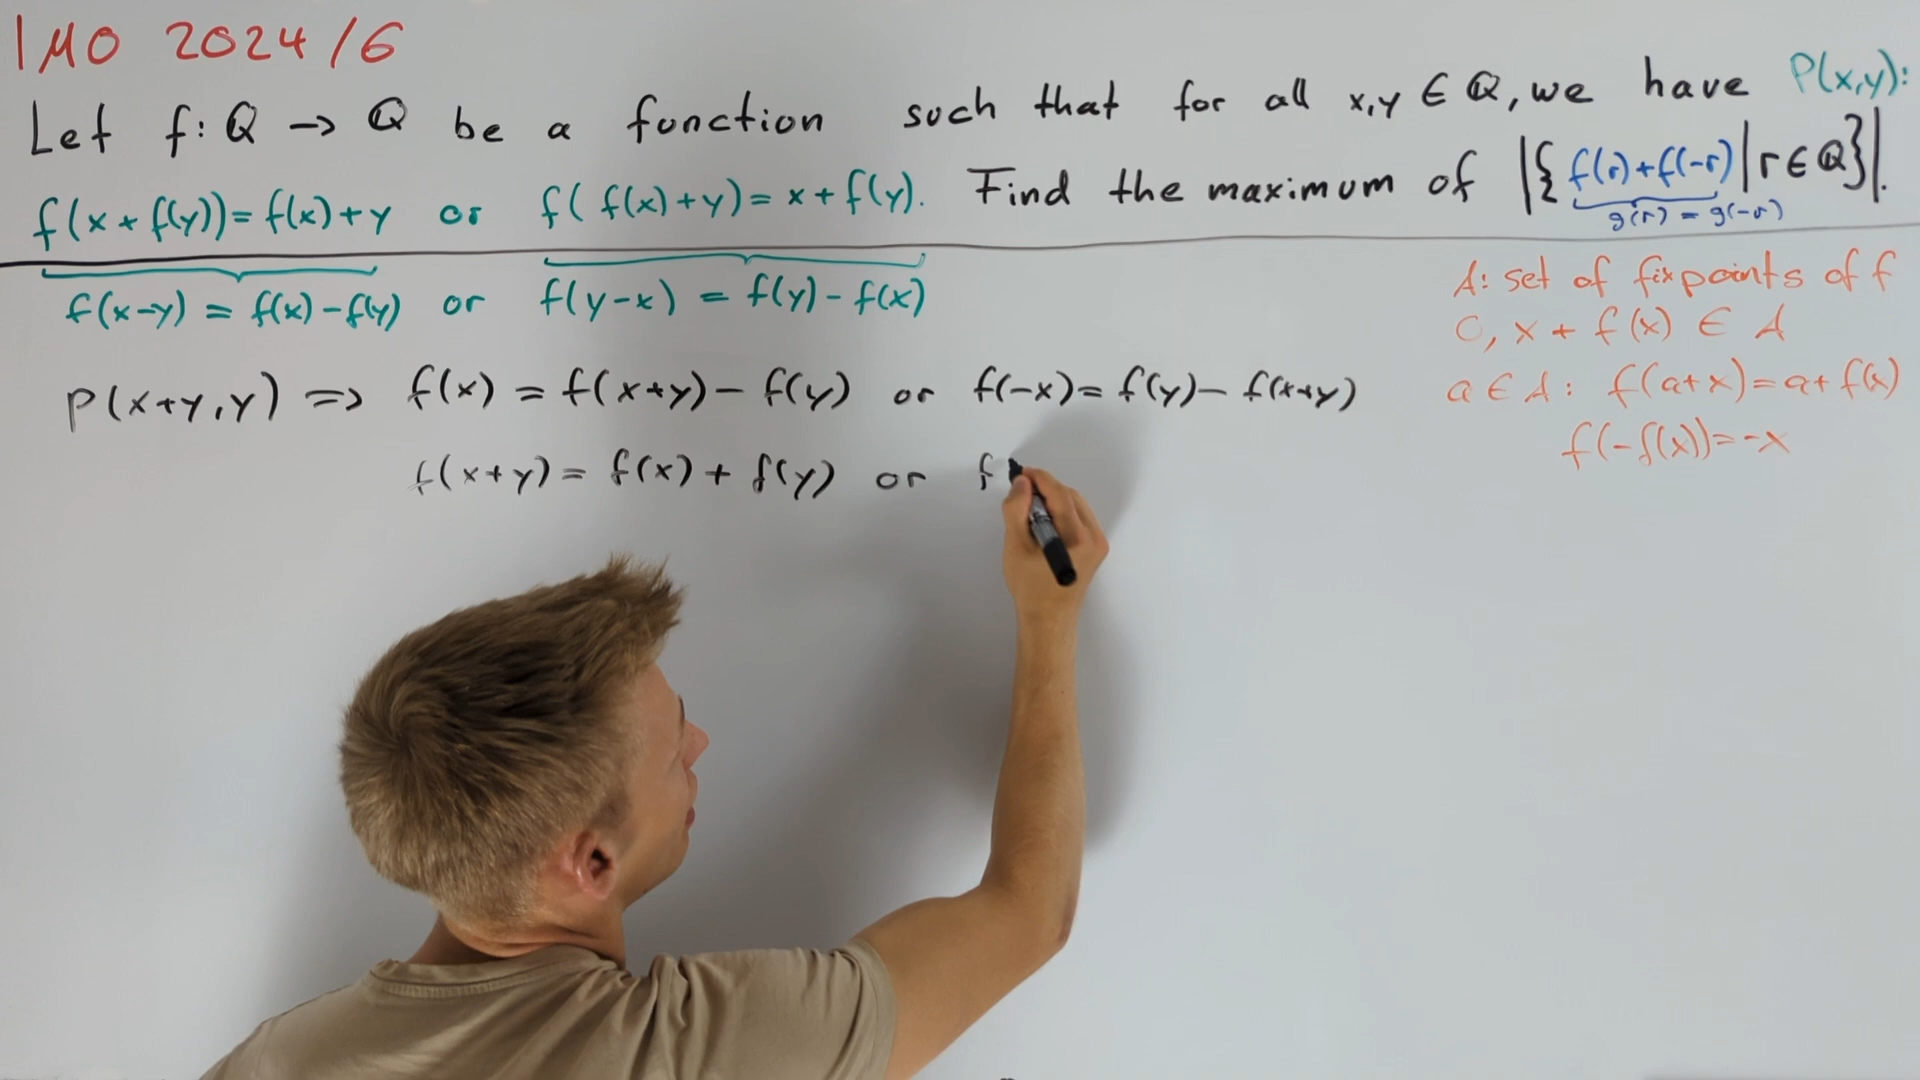 IMO 2024/6
Let f: ℚ → ℚ be a function such that for all x,y ∈ ℚ, we have P(x,y):
f(x + f(y)) = f(x) + y or f( f(x) + y) = x + f(y). Find the maximum of |{ f(r) + f(-r) | r ∈ ℚ}|.
g(r) = g(-r)
f(x-y) = f(x) - f(y) or f(y-x) = f(y) - f(x)
P(x+y, y) => f(x) = f(x+y) - f(y) or f(-x) = f(y) - f(x+y)
f(x+y) = f(x) + f(y) or f
A: set of fixpoints of f
0, x + f(x) ∈ A
a ∈ A: f(a+x) = a + f(x)
f(-f(x)) = -x